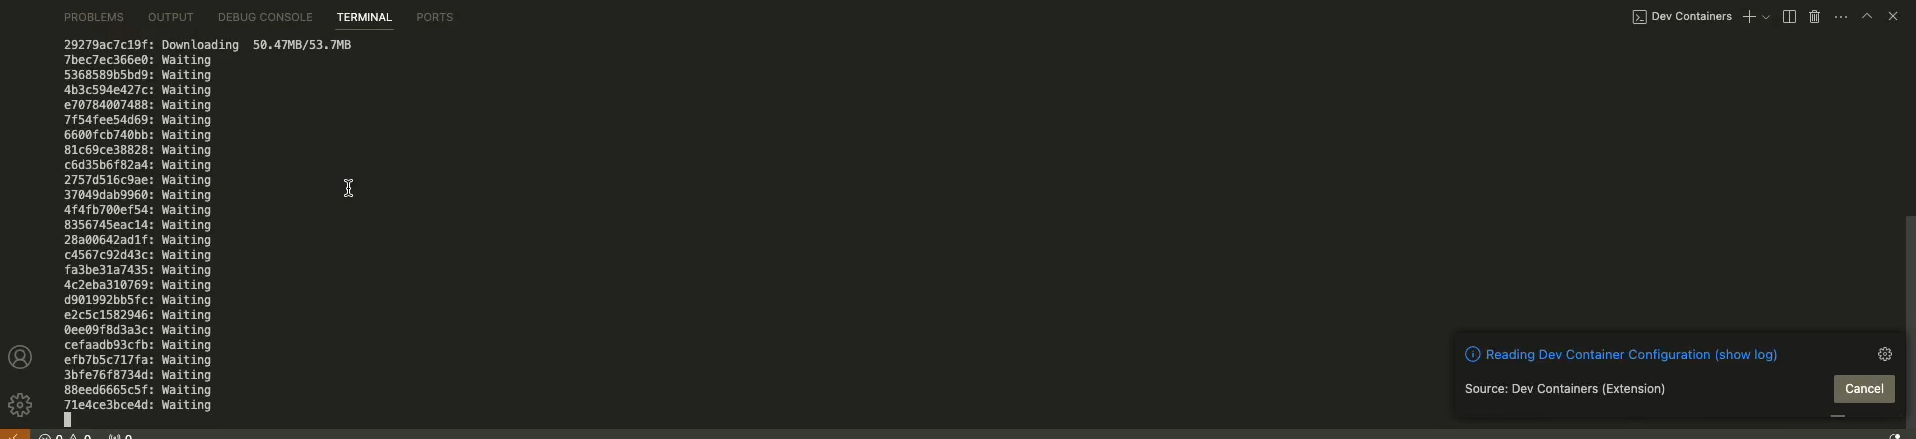 PROBLEMS OUTPUT DEBUG CONSOLE TERMINAL PORTS Dev Containers
29279ac7c19f: Downloading 50.47MB/53.7MB
7bec7ec366e0: Waiting
5368589b5bd9: Waiting
4b3c594e427c: Waiting
e70784007488: Waiting
7f54fee54d69: Waiting
6600fcb740bb: Waiting
81c69ce38828: Waiting
c6d35b6f82a4: Waiting
2757d516c9ae: Waiting
37049dab9960: Waiting
4f4fb700ef54: Waiting
8356745eac14: Waiting
28a00642ad1f: Waiting
c4567c92d43c: Waiting
fa3be31a7435: Waiting
4c2eba310769: Waiting
d901992bb5fc: Waiting
e2c5c1582946: Waiting
0ee09f8d3a3c: Waiting
cefaadb93cfb: Waiting
efb7b5c717fa: Waiting
3bfe76f8734d: Waiting
88eed6665c5f: Waiting
71e4ce3bce4d: Waiting
Reading Dev Container Configuration (show log)
Source: Dev Containers (Extension) Cancel
0 0 0